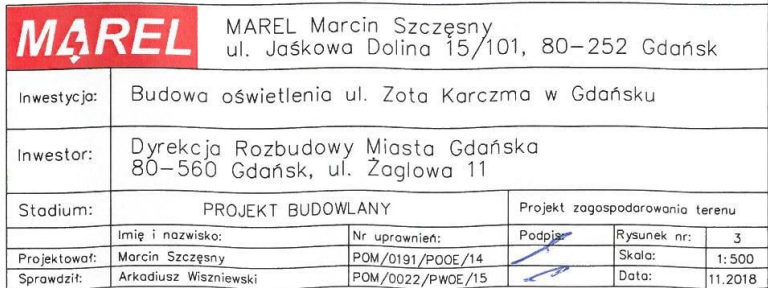 MAREL
MAREL Marcin Szczęsny
ul. Jaśkowa Dolina 15/101, 80-252 Gdańsk
Inwestycja: Budowa oświetlenia ul. Zota Karczma w Gdańsku
Inwestor: Dyrekcja Rozbudowy Miasta Gdańska
80-560 Gdańsk, ul. Żaglowa 11
Stadium: PROJEKT BUDOWLANY Projekt zagospodarowania terenu
Imię i nazwisko: Nr uprawnień: Podpis: Rysunek nr: 3
Projektował: Marcin Szczęsny POM/0191/POOE/14 Skala: 1:500
Sprawdził: Arkadiusz Wiszniewski POM/0022/PWOE/15 Data: 11.2018